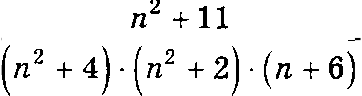 n² + 11
(n² + 4) · (n² + 2) · (n + 6)